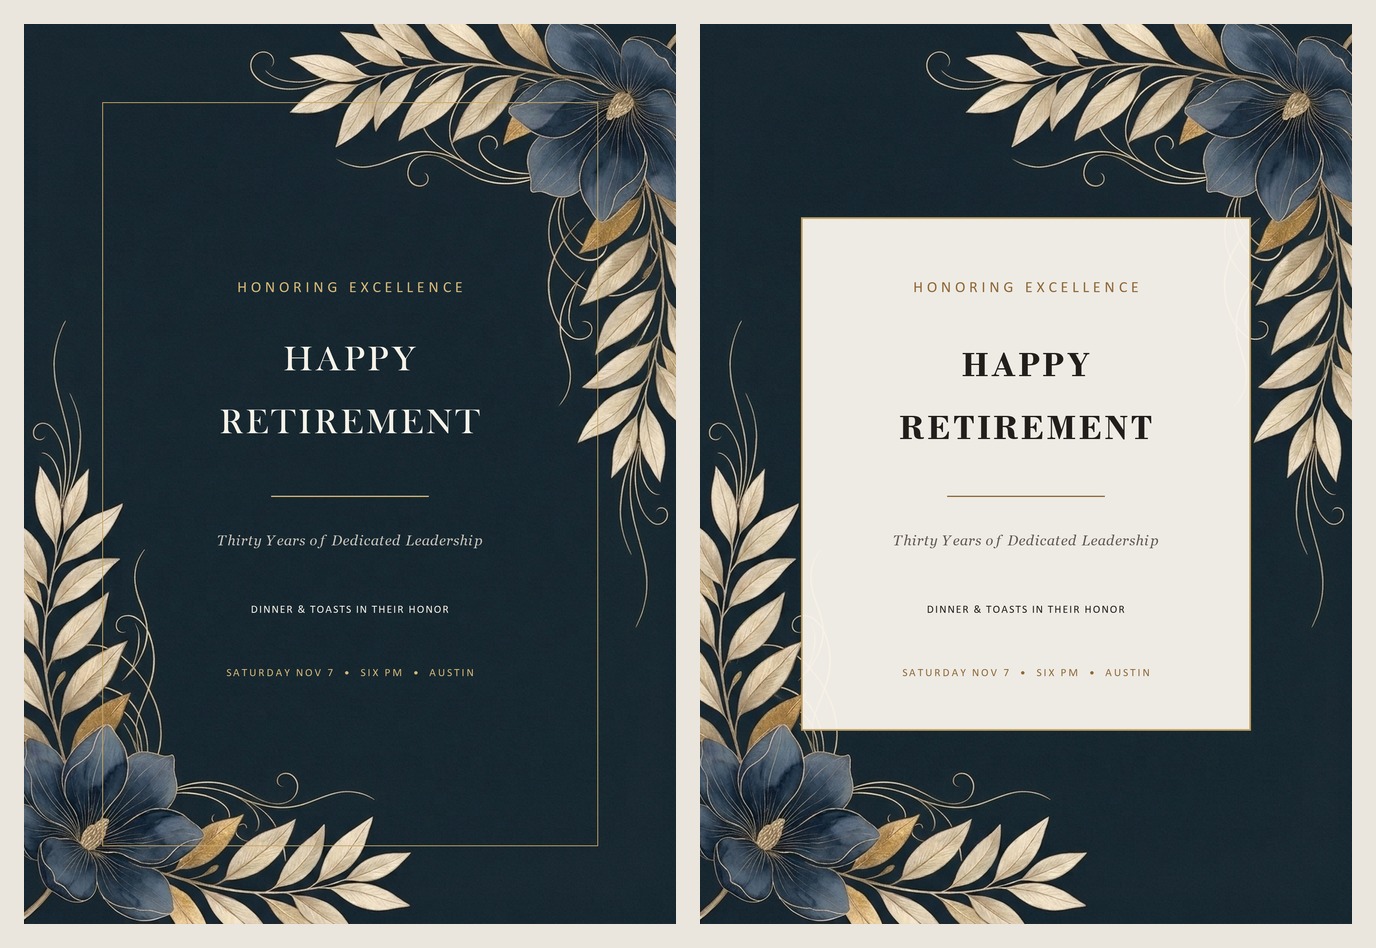 HONORING EXCELLENCE
HAPPY
RETIREMENT
Thirty Years of Dedicated Leadership
DINNER & TOASTS IN THEIR HONOR
SATURDAY NOV 7 • SIX PM • AUSTIN
HONORING EXCELLENCE
HAPPY
RETIREMENT
Thirty Years of Dedicated Leadership
DINNER & TOASTS IN THEIR HONOR
SATURDAY NOV 7 • SIX PM • AUSTIN